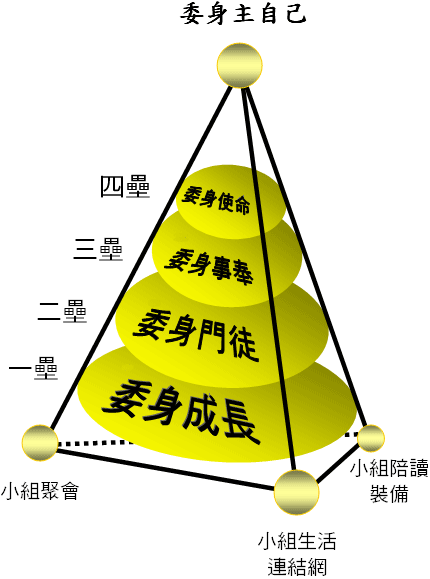 委身主自己
四壘
委身使命
三壘
委身事奉
二壘
委身門徒
一壘
委身成長
小組聚會
小組陪讀
裝備
小組生活
連結網